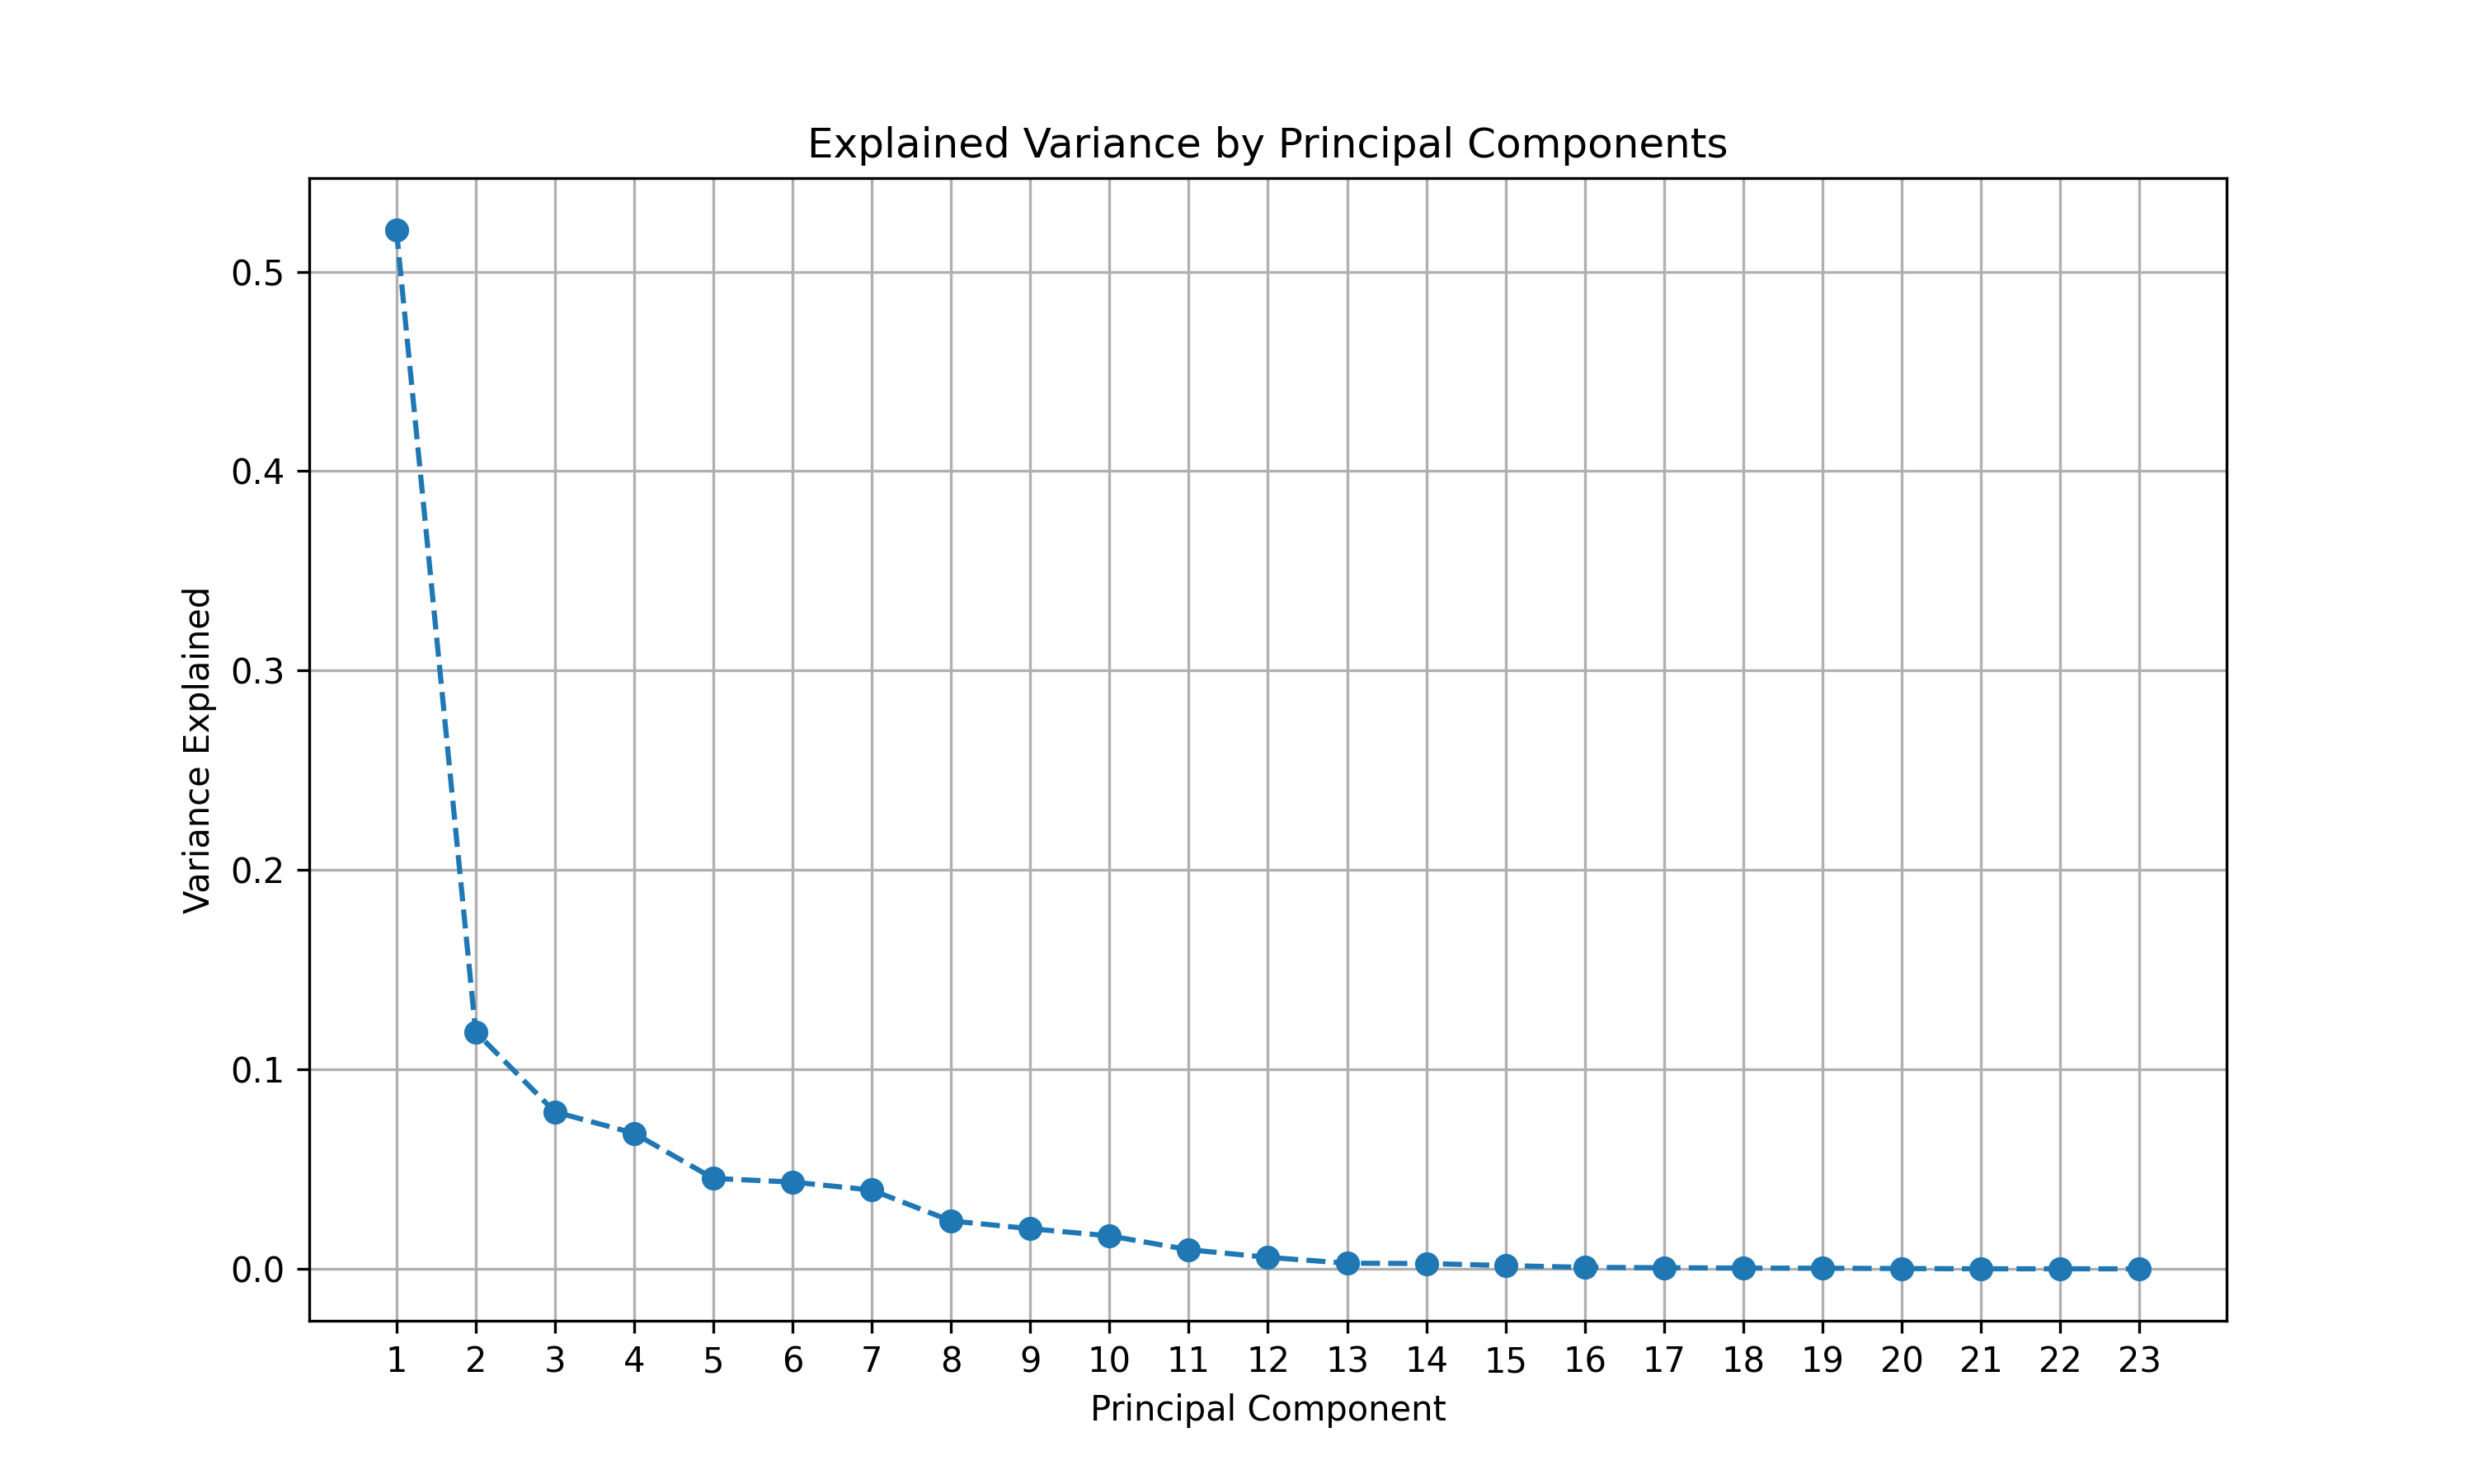 Explained Variance by Principal Components
0.5
0.4
0.3
0.2
0.1
0.0
Variance Explained
1 2 3 4 5 6 7 8 9 10 11 12 13 14 15 16 17 18 19 20 21 22 23
Principal Component